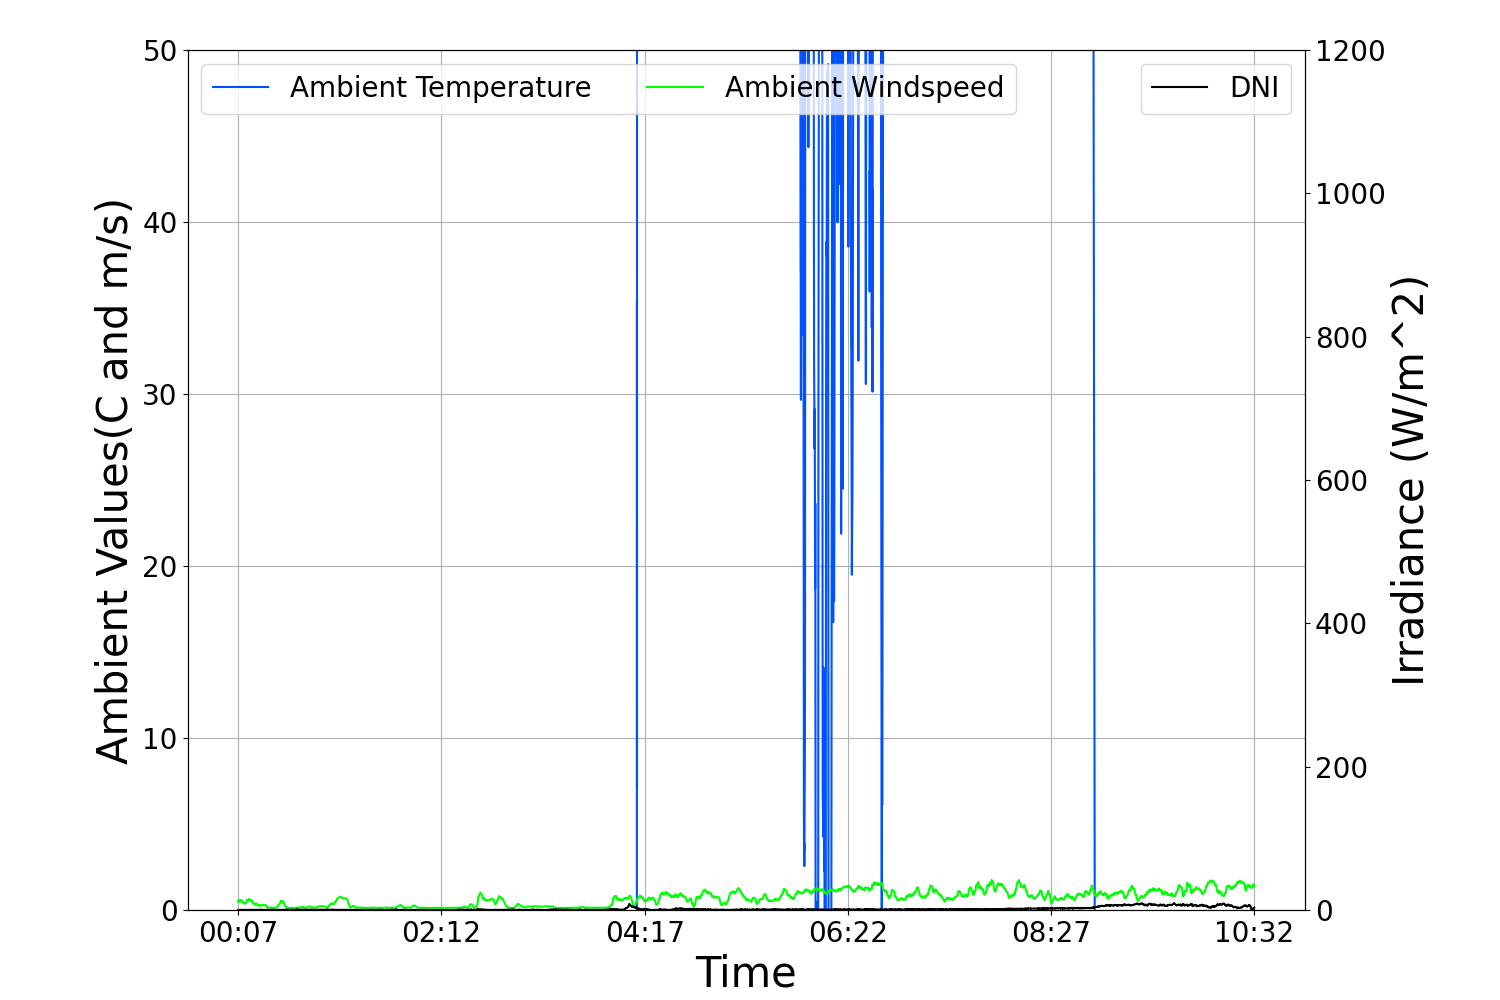 Ambient Temperature Ambient Windspeed DNI
Ambient Values(C and m/s)
50
40
30
20
10
0
1200
1000
800
600
400
200
0
Irradiance (W/m^2)
00:07 02:12 04:17 06:22 08:27 10:32
Time